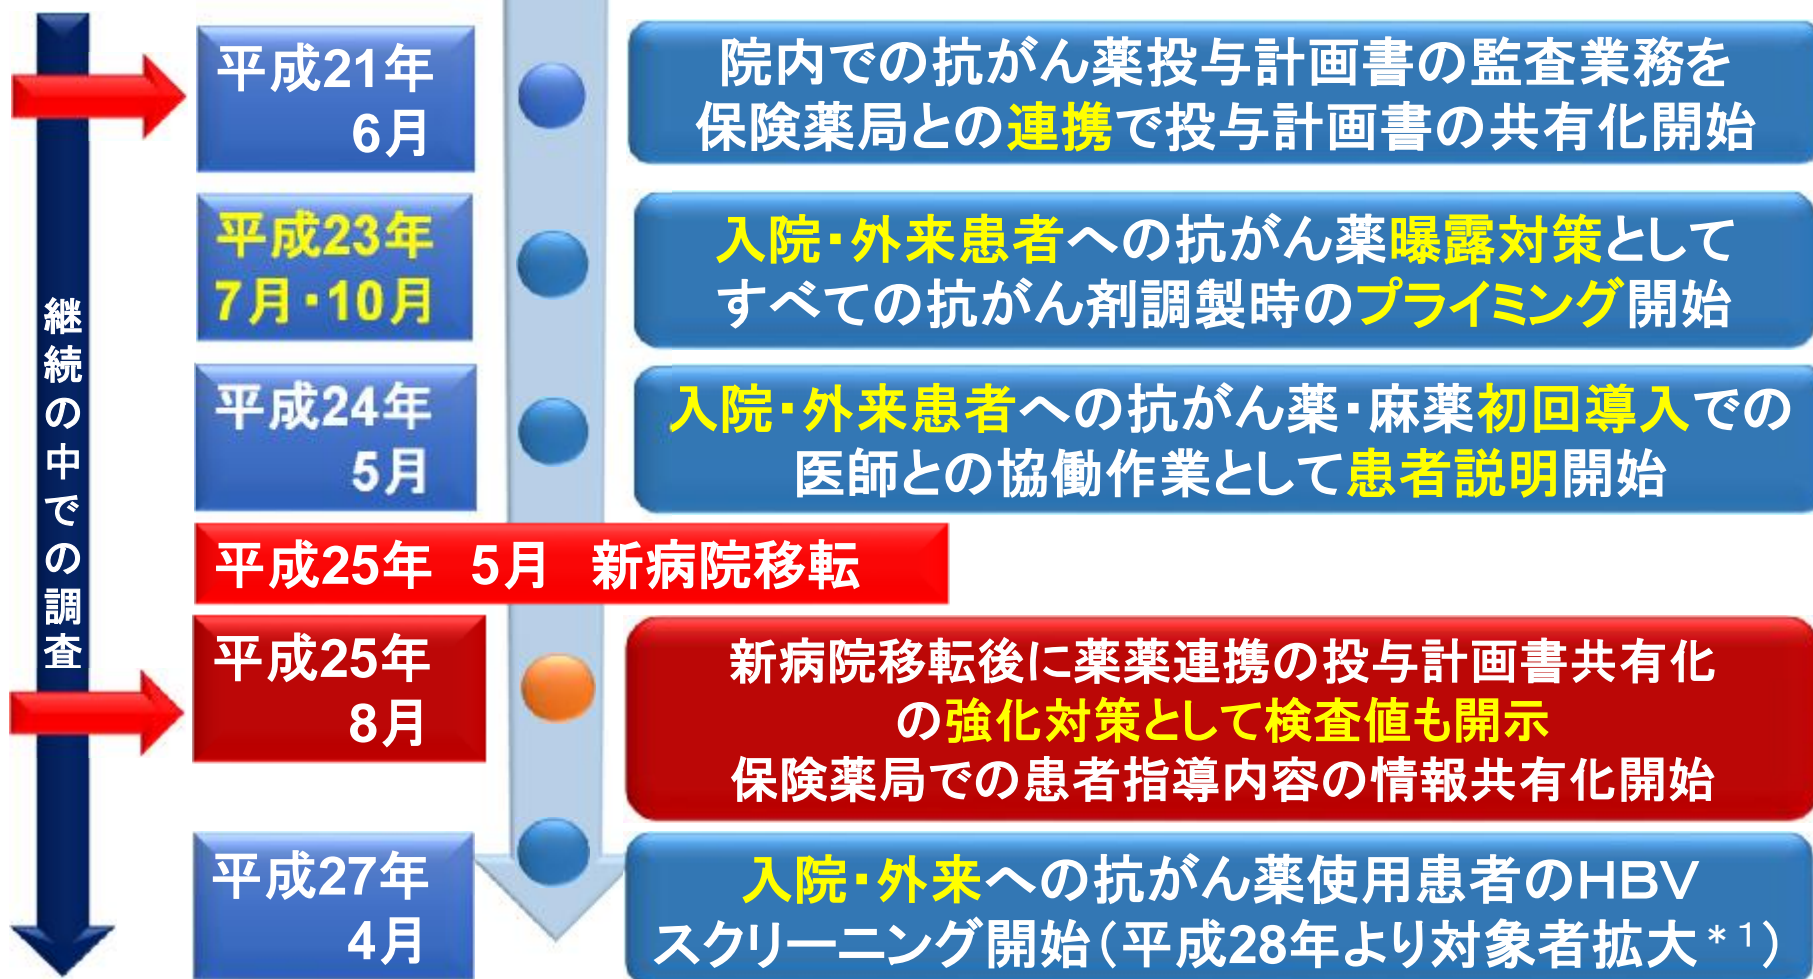 継続の中での調査
平成21年
6月
院内での抗がん薬投与計画書の監査業務を
保険薬局との連携で投与計画書の共有化開始
平成23年
7月・10月
入院・外来患者への抗がん薬曝露対策として
すべての抗がん剤調製時のプライミング開始
平成24年
5月
入院・外来患者への抗がん薬・麻薬初回導入での
医師との協働作業として患者説明開始
平成25年 5月 新病院移転
平成25年
8月
新病院移転後に薬薬連携の投与計画書共有化
の強化対策として検査値も開示
保険薬局での患者指導内容の情報共有化開始
平成27年
4月
入院・外来への抗がん薬使用患者のHBV
スクリーニング開始(平成28年より対象者拡大*1)